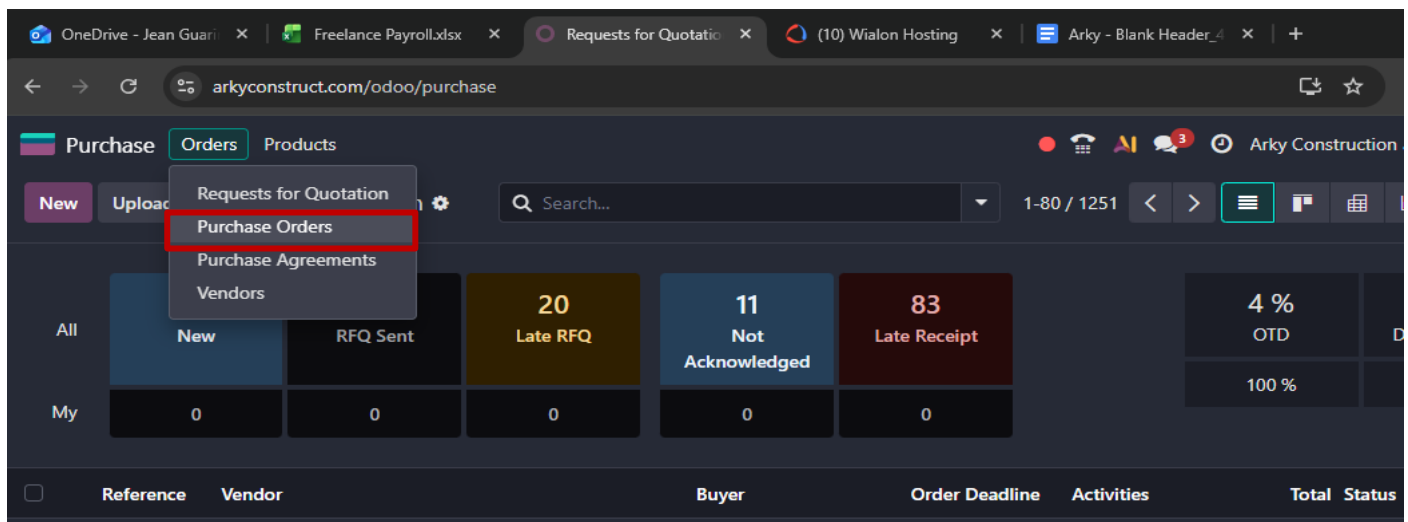 OneDrive - Jean Guari
Freelance Payroll.xlsx
Requests for Quotatio
(10) Wialon Hosting
Arky - Blank Header_4
arkyconstruct.com/odoo/purchase
Purchase Orders Products
3
Arky Construction
New Upload
Search...
1-80 / 1251
Requests for Quotation
Purchase Orders
Purchase Agreements
Vendors
All
New
RFQ Sent
20
Late RFQ
11
Not
Acknowledged
83
Late Receipt
4 %
OTD
D
100 %
My 0 0 0 0 0
Reference Vendor Buyer Order Deadline Activities Total Status